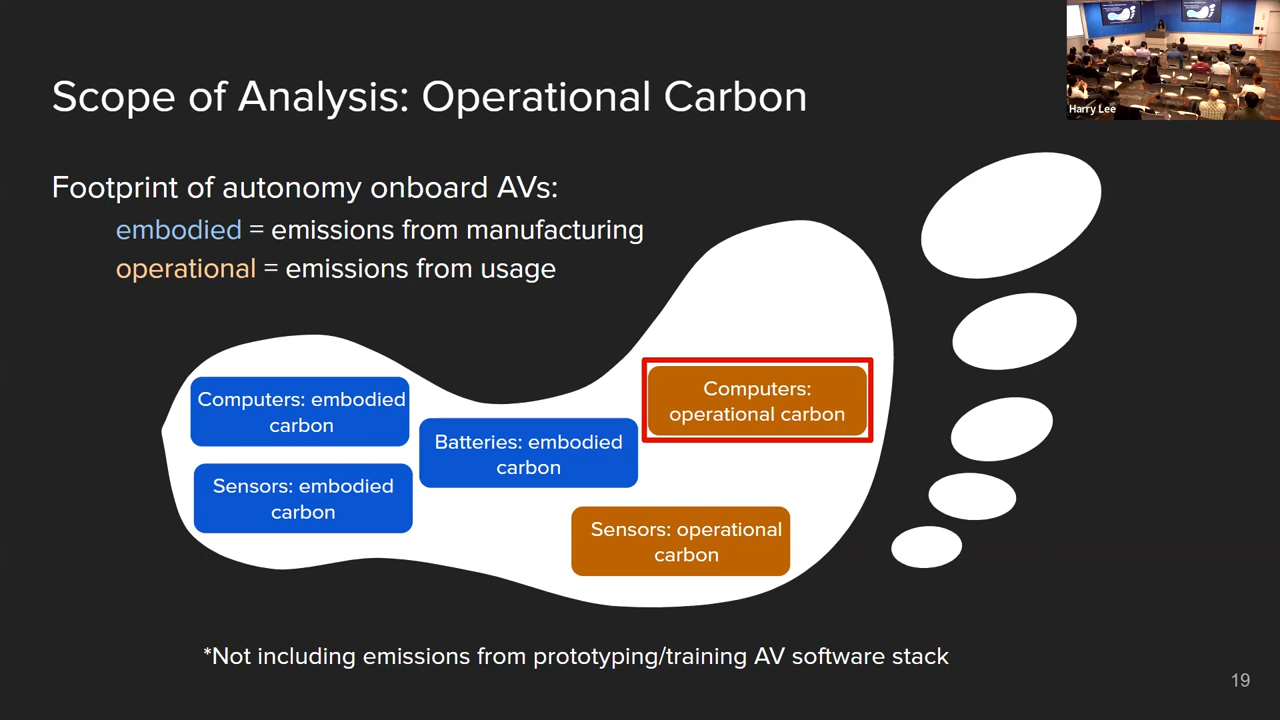 Scope of Analysis: Operational Carbon
Harry Lee
Footprint of autonomy onboard AVs:
embodied = emissions from manufacturing
operational = emissions from usage
Computers: embodied
carbon
Computers:
operational carbon
Batteries: embodied
carbon
Sensors: embodied
carbon
Sensors: operational
carbon
*Not including emissions from prototyping/training AV software stack
19